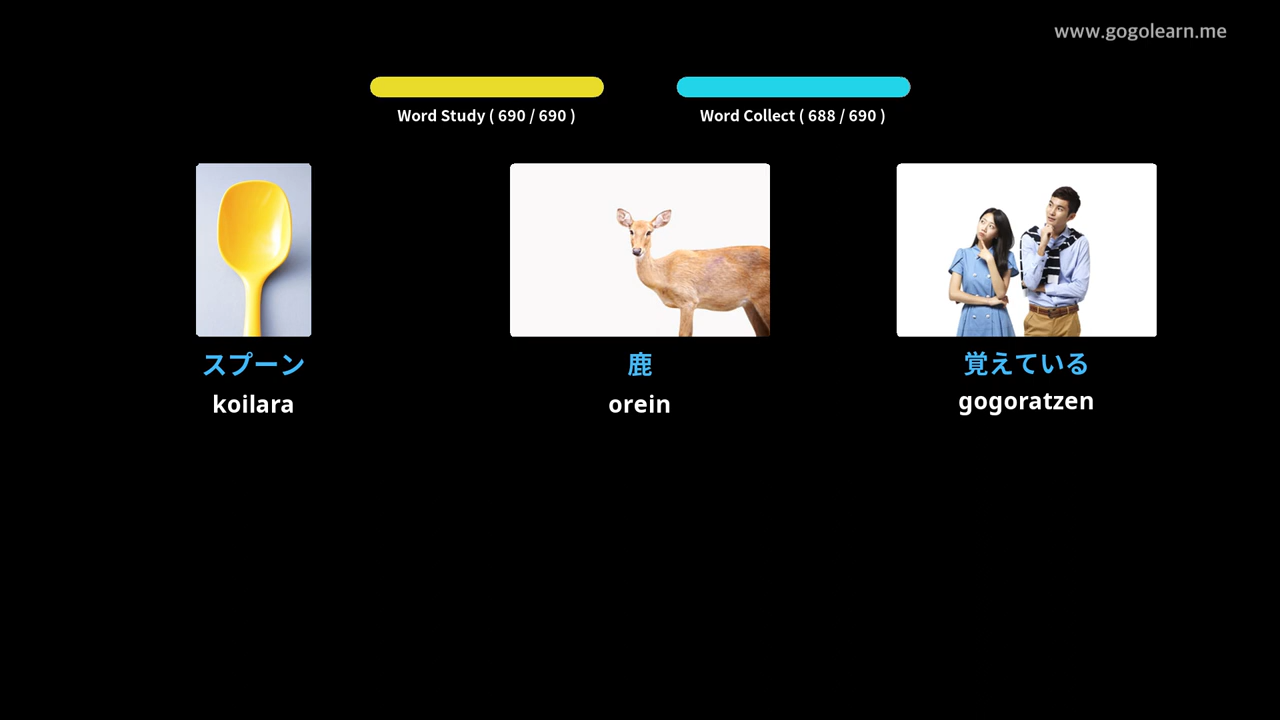 www.gogolearn.me
Word Study ( 690 / 690 )
Word Collect ( 688 / 690 )
スプーン
koilara
鹿
orein
覚えている
gogoratzen